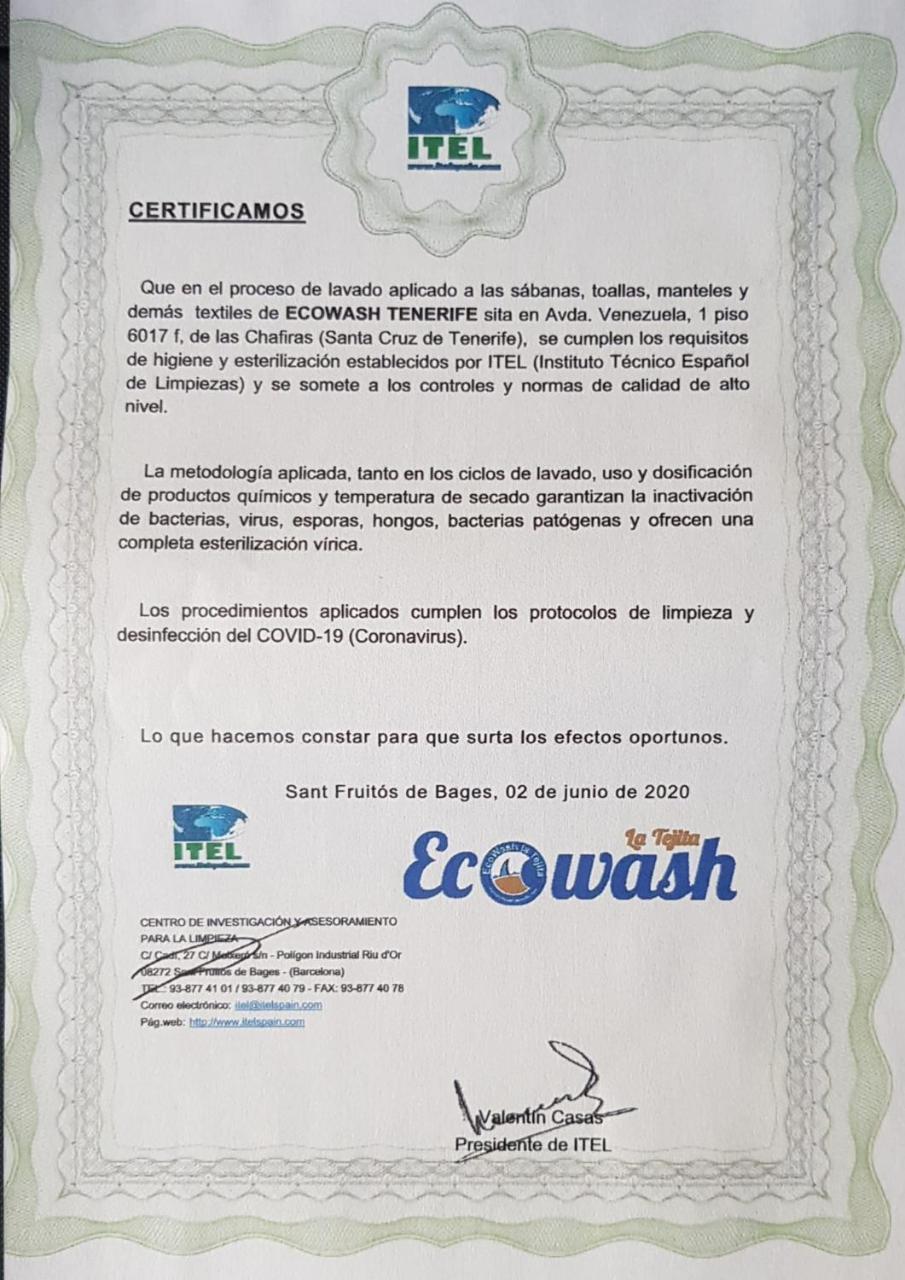 ITEL
CERTIFICAMOS
Que en el proceso de lavado aplicado a las sábanas, toallas, manteles y
demás textiles de ECOWASH TENERIFE sita en Avda. Venezuela, 1 piso
6017 f, de las Chafiras (Santa Cruz de Tenerife), se cumplen los requisitos
de higiene y esterilización establecidos por ITEL (Instituto Técnico Español
de Limpiezas) y se somete a los controles y normas de calidad de alto
nivel.
La metodología aplicada, tanto en los ciclos de lavado, uso y dosificación
de productos químicos y temperatura de secado garantizan la inactivación
de bacterias, virus, esporas, hongos, bacterias patógenas y ofrecen una
completa esterilización vírica.
Los procedimientos aplicados cumplen los protocolos de limpieza y
desinfección del COVID-19 (Coronavirus).
Lo que hacemos constar para que surta los efectos oportunos.
Sant Fruitós de Bages, 02 de junio de 2020
ITEL
La Tejita
Ecowash
EcoWash la Tejita
CENTRO DE INVESTIGACIÓN Y ASESORAMIENTO
PARA LA LIMPIEZA
C/ Cadí, 27 C/ s/n - Polígon Industrial Riu d'Or
08272 Sant Fruitós de Bages - (Barcelona)
TEL.: 93-877 41 01 / 93-877 40 79 - FAX: 93-877 40 78
Correo electrónico: itel@itelspain.com
Pág.web: http://www.itelspain.com
Valentín Casas
Presidente de ITEL